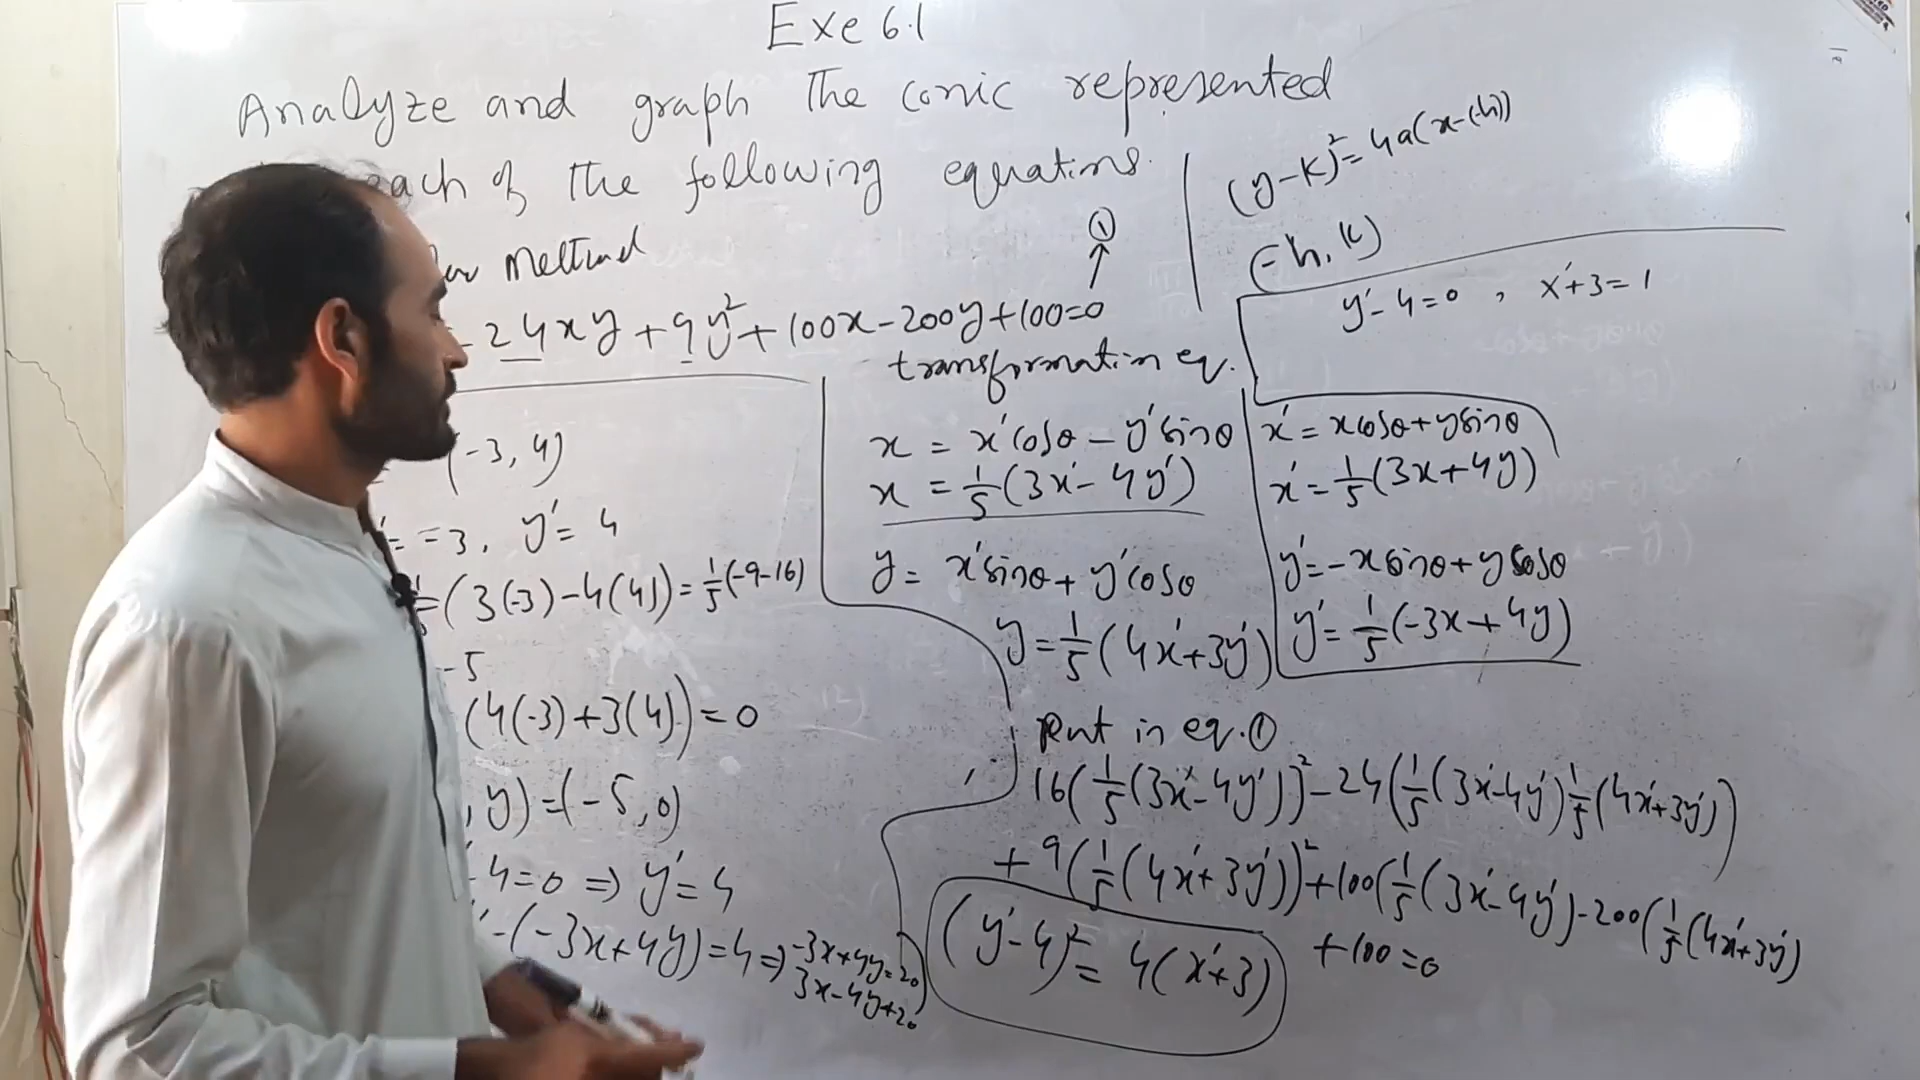 Exe 6.1
Analyze and graph The conic represented
each of the following equations.
Method
- 24xy + 9y² + 100x - 200y + 100 = 0
①
(-3, 4)
= -3, y' = 4
= (3(-3) - 4(4)) = 1/5 (-9-16)
-5
(4(-3) + 3(4)) = 0
, y) = (-5, 0)
4 = 0 ⇒ y' = 4
(-3x + 4y) = 4 ⇒ -3x + 4y = 20
3x - 4y + 20
transformation eq.
x = x'cosθ - y'sinθ
x = 1/5 (3x' - 4y')
y = x'sinθ + y'cosθ
y = 1/5 (4x' + 3y')
(y - k)² = 4a(x - (-h))
(-h, k)
y' - 4 = 0 , x' + 3 = 1
x' = xcosθ + ysinθ
x' = 1/5 (3x + 4y)
y' = -xsinθ + ycosθ
y' = 1/5 (-3x + 4y)
Put in eq. ①
16(1/5 (3x' - 4y'))² - 24(1/5 (3x' - 4y') 1/5 (4x' + 3y'))
+ 9(1/5 (4x' + 3y'))² + 100(1/5 (3x' - 4y') - 200(1/5 (4x' + 3y')
+ 100 = 0
(y' - 4)² = 4(x' + 3)